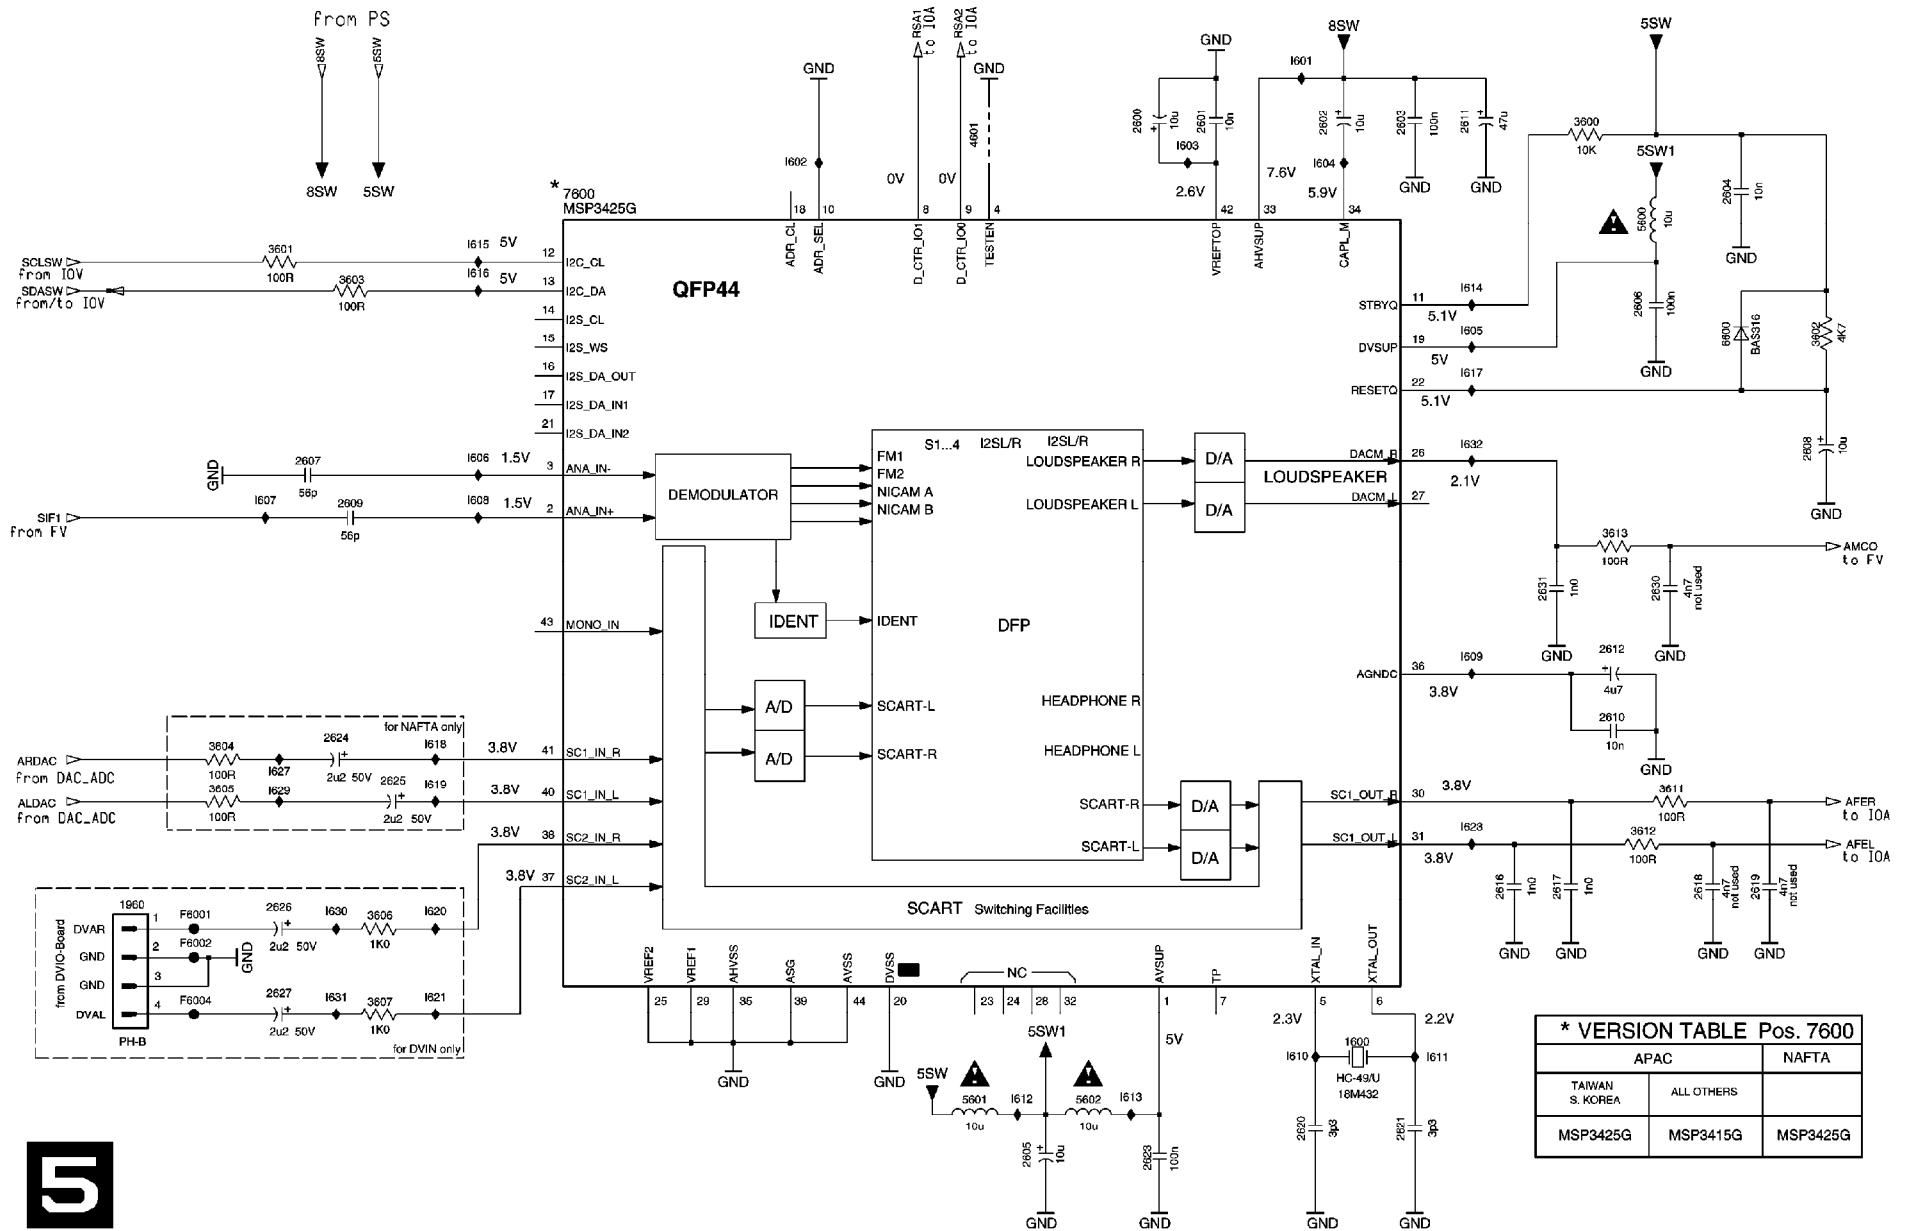 from PS
8SW
5SW
8SW
5SW
RSA1
to IOA
RSA2
to IOA
GND
GND
4601
I602
0V
0V
GND
2600
10u
2601
10n
I603
2.6V
I601
7.6V
8SW
2602
10u
I604
5.9V
2603
100n
2611
47u
GND
GND
5SW
3600
10K
5SW1
5600
10u
2604
10n
GND
2606
100n
GND
6600
BAS316
3602
4K7
2608
10u
GND
* 7600
MSP3425G
18
10
8
9
4
42
33
34
ADR_CL
ADR_SEL
D_CTR_IO1
D_CTR_IO0
TESTEN
VREFTOP
AHVSUP
CAPL_M
QFP44
SCLSW
from IOV
3601
100R
I615
5V
12
I2C_CL
SDASW
from/to IOV
3603
100R
I616
5V
13
I2C_DA
14
I2S_CL
15
I2S_WS
16
I2S_DA_OUT
17
I2S_DA_IN1
21
I2S_DA_IN2
STBYQ
11
I614
5.1V
DVSUP
19
I605
5V
RESETQ
22
I617
5.1V
GND
2607
56p
I606
1.5V
3
ANA_IN-
SIF1
from FV
I607
2609
56p
I608
1.5V
2
ANA_IN+
DEMODULATOR
FM1
FM2
NICAM A
NICAM B
S1...4
I2SL/R
I2SL/R
LOUDSPEAKER R
LOUDSPEAKER L
D/A
D/A
LOUDSPEAKER
DACM_R
26
I632
2.1V
DACM_L
27
3613
100R
AMCO
to FV
2631
1n0
GND
2630
4n7
not used
GND
43
MONO_IN
IDENT
IDENT
DFP
A/D
A/D
SCART-L
SCART-R
HEADPHONE R
HEADPHONE L
SCART-R
SCART-L
D/A
D/A
AGNDC
36
I609
3.8V
2612
4u7
2610
10n
GND
for NAFTA only
ARDAC
from DAC_ADC
3604
100R
I627
2624
2u2 50V
I618
3.8V
41
SC1_IN_R
ALDAC
from DAC_ADC
3605
100R
I629
2625
2u2 50V
I619
3.8V
40
SC1_IN_L
3.8V
38
SC2_IN_R
3.8V
37
SC2_IN_L
SC1_OUT_R
30
3.8V
3611
100R
AFER
to IOA
SC1_OUT_L
31
I623
3.8V
3612
100R
AFEL
to IOA
2616
1n0
GND
2617
1n0
GND
2618
4n7
not used
GND
2619
4n7
not used
GND
SCART Switching Facilities
from DVIO-Board
1960
DVAR
1
F6001
2626
2u2 50V
I630
3606
1K0
I620
GND
2
F6002
GND
GND
3
DVAL
4
F6004
2627
2u2 50V
I631
3607
1K0
I621
PH-B
for DVIN only
VREF2
VREF1
AHVSS
ASG
AVSS
DVSS
NC
AVSUP
TP
XTAL_IN
XTAL_OUT
25
29
35
39
44
20
23
24
28
32
1
7
5
6
GND
GND
5SW
5601
10u
I612
5SW1
5602
10u
I613
5V
2605
10u
GND
2623
100n
GND
2.3V
2.2V
I610
1600
I611
HC-49/U
18M432
2620
3p3
GND
2621
3p3
GND
* VERSION TABLE Pos. 7600
APAC
NAFTA
TAIWAN
S. KOREA
ALL OTHERS
MSP3425G
MSP3415G
MSP3425G
5